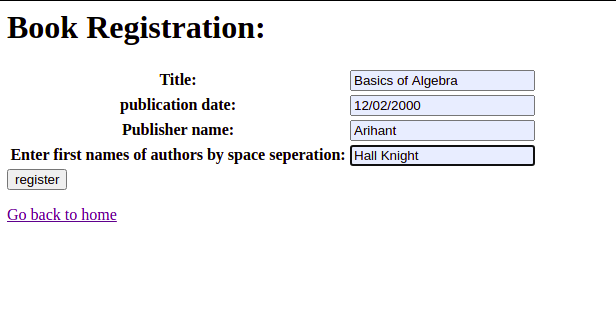 Book Registration:
Title: Basics of Algebra
publication date: 12/02/2000
Publisher name: Arihant
Enter first names of authors by space seperation: Hall Knight
register
Go back to home